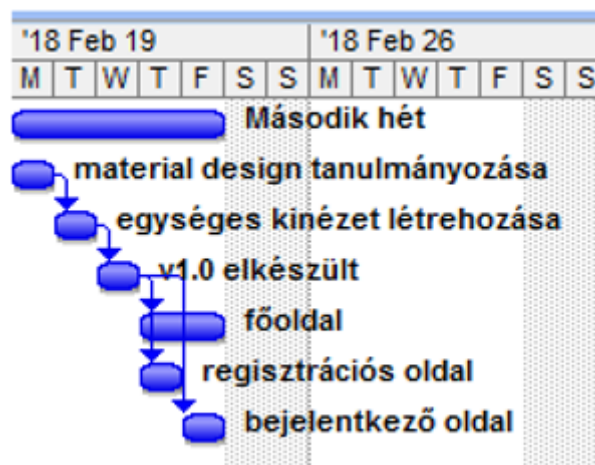 '18 Feb 19 '18 Feb 26
M T W T F S S M T W T F S S
Második hét
material design tanulmányozása
egységes kinézet létrehozása
v1.0 elkészült
főoldal
regisztrációs oldal
bejelentkező oldal